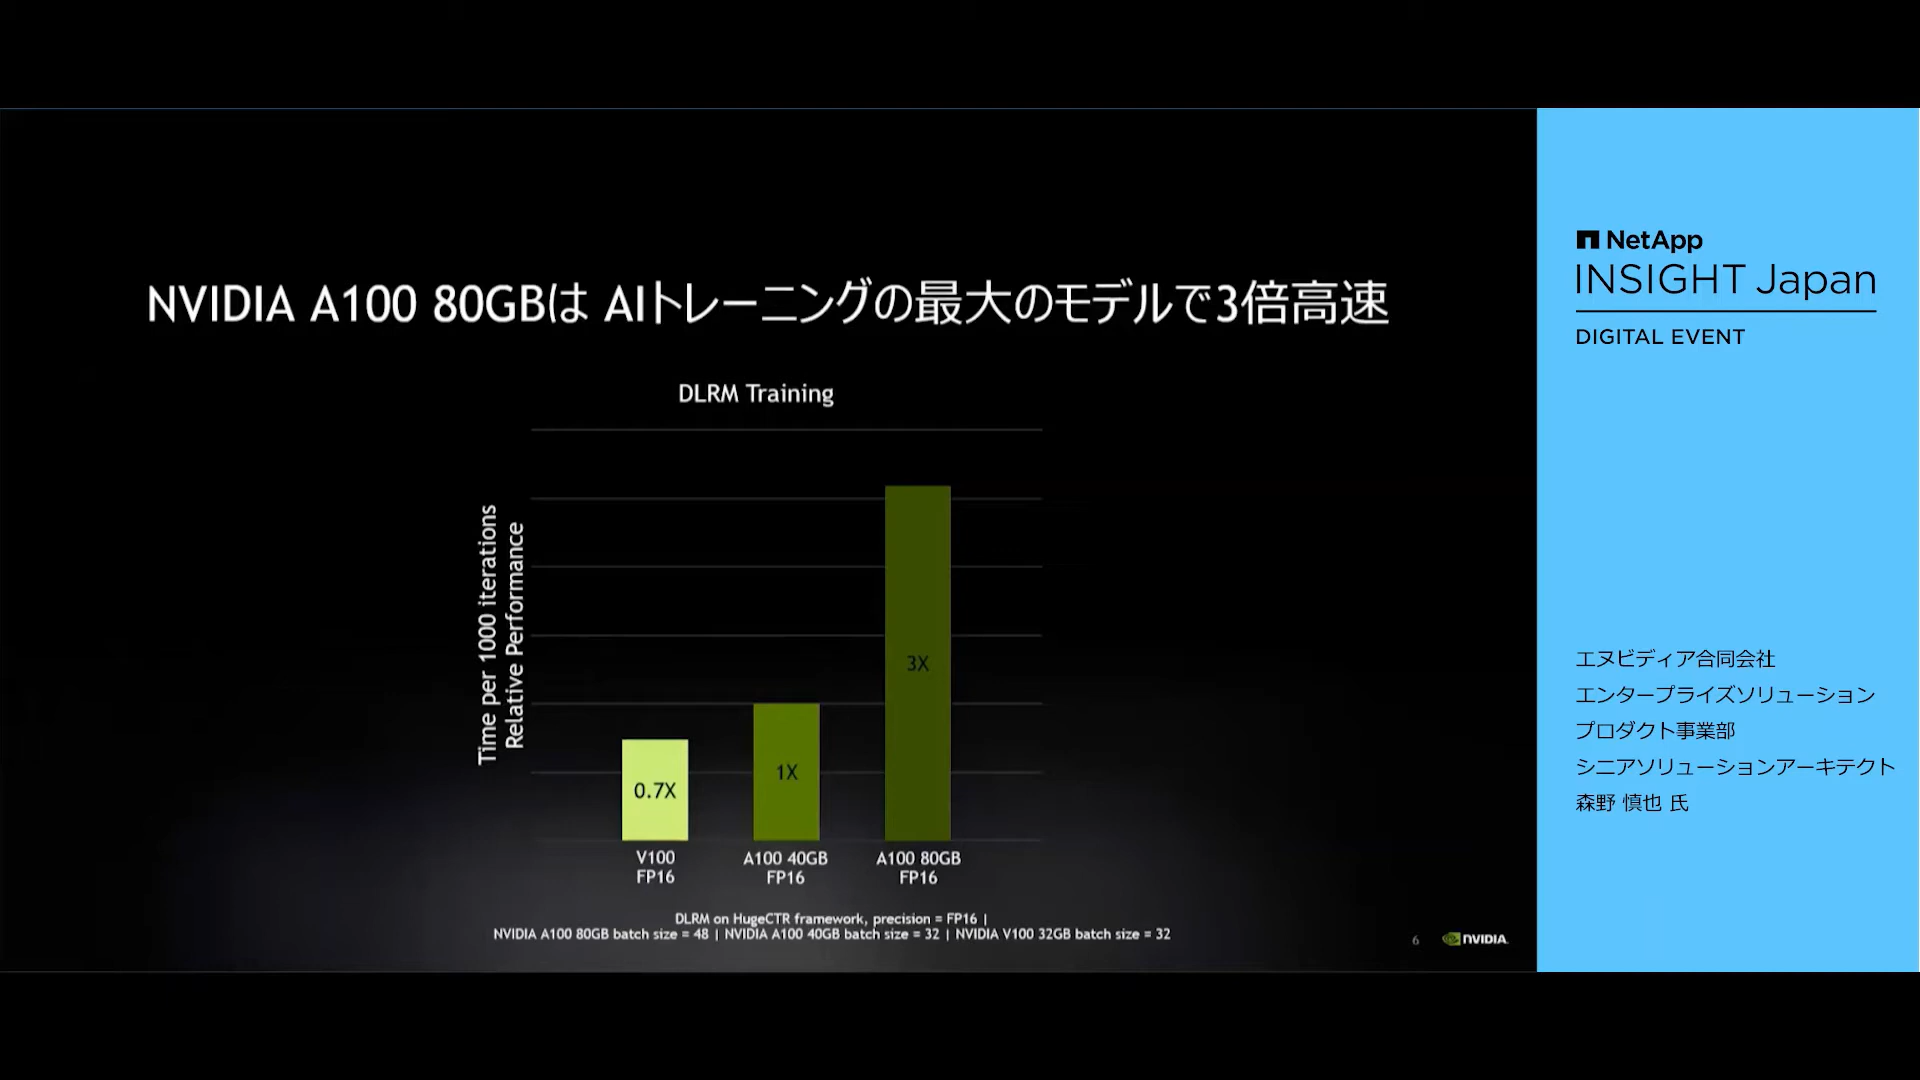 NVIDIA A100 80GBは AIトレーニングの最大のモデルで3倍高速
DLRM Training
Time per 1000 iterations
Relative Performance
0.7X
1X
3X
V100
FP16
A100 40GB
FP16
A100 80GB
FP16
DLRM on HugeCTR framework, precision = FP16 |
NVIDIA A100 80GB batch size = 48 | NVIDIA A100 40GB batch size = 32 | NVIDIA V100 32GB batch size = 32
6
NVIDIA.
NetApp
INSIGHT Japan
DIGITAL EVENT
エヌビディア合同会社
エンタープライズソリューション
プロダクト事業部
シニアソリューションアーキテクト
森野 慎也 氏